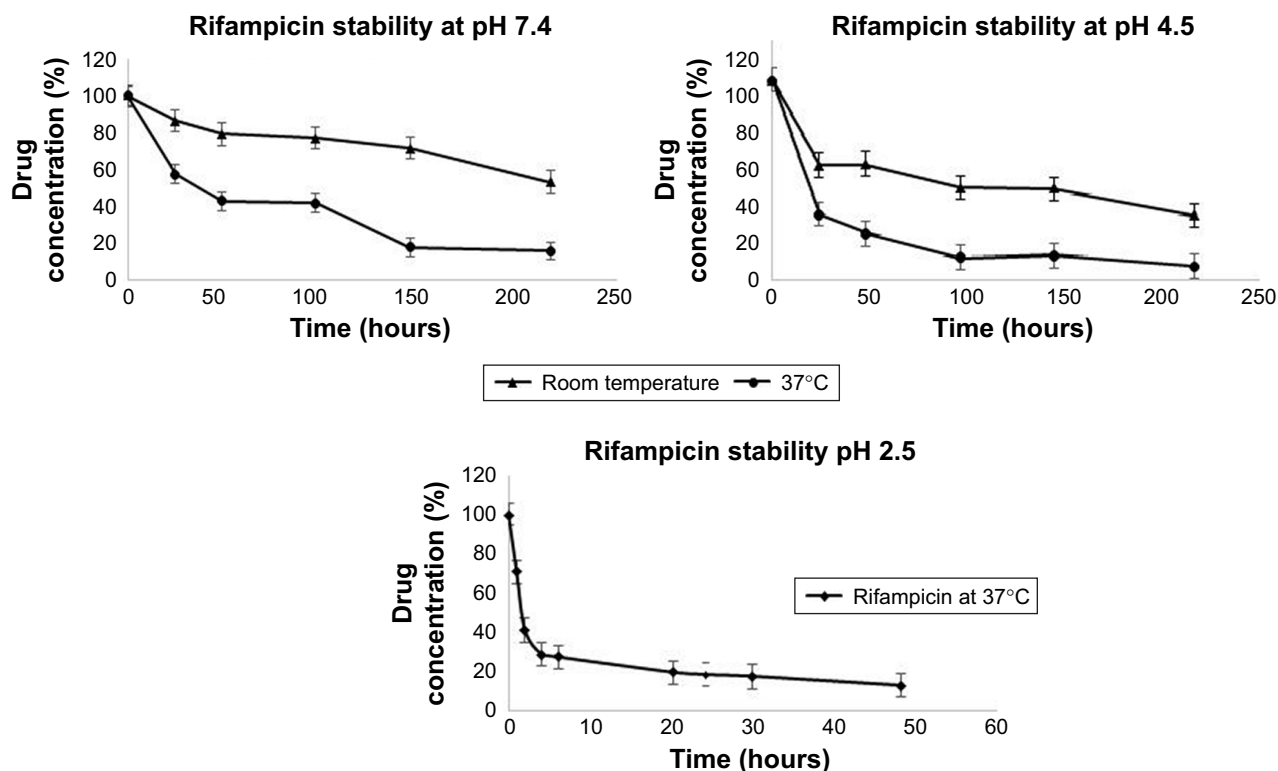 Rifampicin stability at pH 7.4
Drug
concentration (%)
120
100
80
60
40
20
0
0 50 100 150 200 250
Time (hours)
Rifampicin stability at pH 4.5
Drug
concentration (%)
120
100
80
60
40
20
0
0 50 100 150 200 250
Time (hours)
Room temperature 37°C
Rifampicin stability pH 2.5
Drug
concentration (%)
120
100
80
60
40
20
0
0 10 20 30 40 50 60
Time (hours)
Rifampicin at 37°C